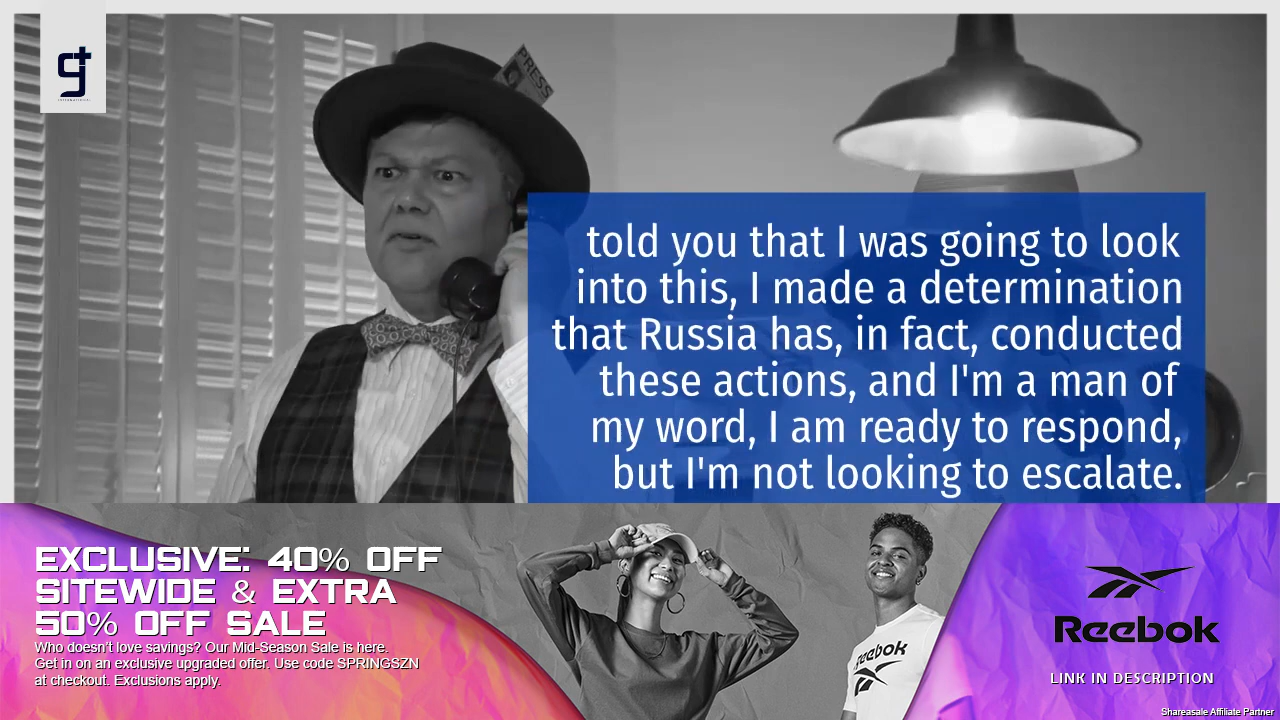 gt
PRESS
told you that I was going to look
into this, I made a determination
that Russia has, in fact, conducted
these actions, and I'm a man of
my word, I am ready to respond,
but I'm not looking to escalate.
EXCLUSIVE: 40% OFF
SITEWIDE & EXTRA
50% OFF SALE
Who doesn't love savings? Our Mid-Season Sale is here.
Get in on an exclusive upgraded offer. Use code SPRINGSZN
at checkout. Exclusions apply.
Reebok
Reebok
LINK IN DESCRIPTION
Shareasale Affiliate Partner